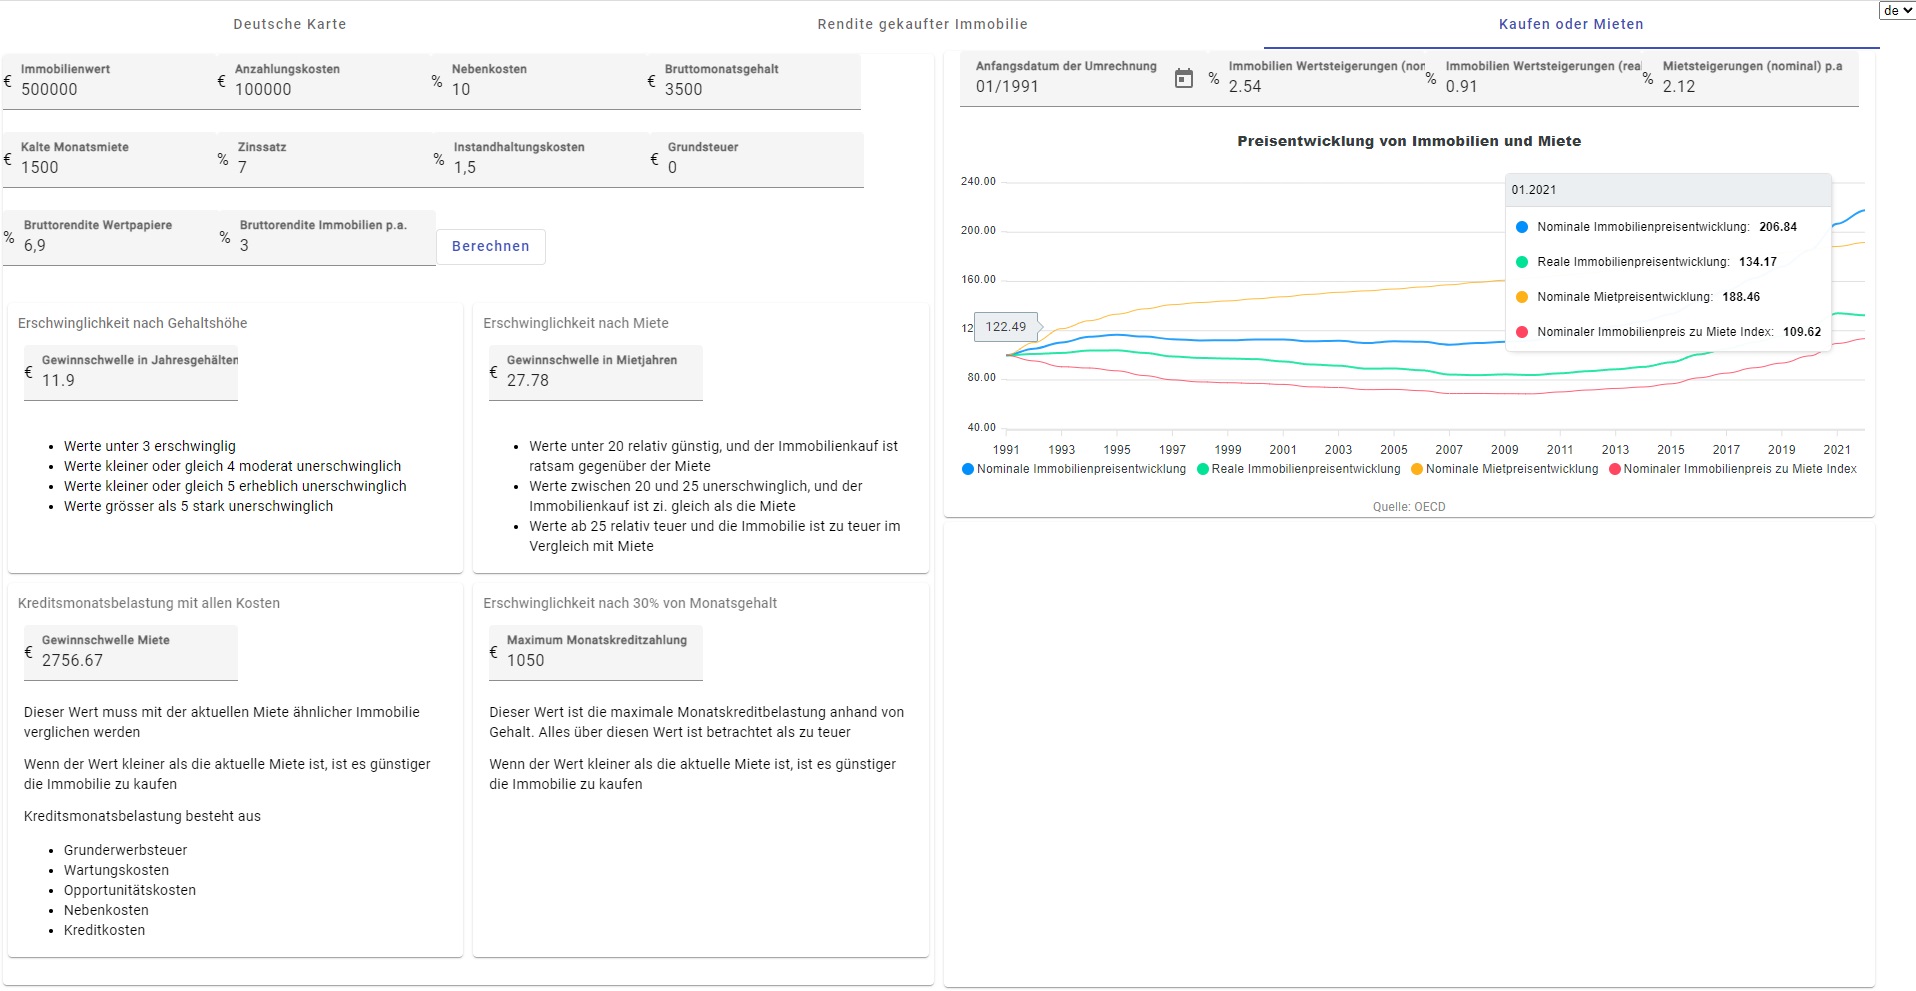 Deutsche Karte
Rendite gekaufter Immobilie
Kaufen oder Mieten
de
Immobilienwert
€ 500000
Anzahlungskosten
€ 100000
Nebenkosten
% 10
Bruttomonatsgehalt
€ 3500
Kalte Monatsmiete
€ 1500
Zinssatz
% 7
Instandhaltungskosten
% 1,5
Grundsteuer
€ 0
Bruttorendite Wertpapiere
% 6,9
Bruttorendite Immobilien p.a.
% 3
Berechnen
Erschwinglichkeit nach Gehaltshöhe
Gewinnschwelle in Jahresgehälten
€ 11.9
• Werte unter 3 erschwinglig
• Werte kleiner oder gleich 4 moderat unerschwinglich
• Werte kleiner oder gleich 5 erheblich unerschwinglich
• Werte grösser als 5 stark unerschwinglich
Erschwinglichkeit nach Miete
Gewinnschwelle in Mietjahren
€ 27.78
• Werte unter 20 relativ günstig, und der Immobilienkauf ist
ratsam gegenüber der Miete
• Werte zwischen 20 und 25 unerschwinglich, und der
Immobilienkauf ist zi. gleich als die Miete
• Werte ab 25 relativ teuer und die Immobilie ist zu teuer im
Vergleich mit Miete
Kreditsmonatsbelastung mit allen Kosten
Gewinnschwelle Miete
€ 2756.67
Dieser Wert muss mit der aktuellen Miete ähnlicher Immobilie
verglichen werden
Wenn der Wert kleiner als die aktuelle Miete ist, ist es günstiger
die Immobilie zu kaufen
Kreditsmonatsbelastung besteht aus
• Grunderwerbsteuer
• Wartungskosten
• Opportunitätskosten
• Nebenkosten
• Kreditkosten
Erschwinglichkeit nach 30% von Monatsgehalt
Maximum Monatskreditzahlung
€ 1050
Dieser Wert ist die maximale Monatskreditbelastung anhand von
Gehalt. Alles über diesen Wert ist betrachtet als zu teuer
Wenn der Wert kleiner als die aktuelle Miete ist, ist es günstiger
die Immobilie zu kaufen
Anfangsdatum der Umrechnung
01/1991
Immobilien Wertsteigerungen (non
% 2.54
Immobilien Wertsteigerungen (rea
% 0.91
Mietsteigerungen (nominal) p.a
% 2.12
Preisentwicklung von Immobilien und Miete
240.00
200.00
160.00
12
80.00
40.00
122.49
01.2021
Nominale Immobilienpreisentwicklung: 206.84
Reale Immobilienpreisentwicklung: 134.17
Nominale Mietpreisentwicklung: 188.46
Nominaler Immobilienpreis zu Miete Index: 109.62
1991 1993 1995 1997 1999 2001 2003 2005 2007 2009 2011 2013 2015 2017 2019 2021
Nominale Immobilienpreisentwicklung Reale Immobilienpreisentwicklung Nominale Mietpreisentwicklung Nominaler Immobilienpreis zu Miete Index
Quelle: OECD